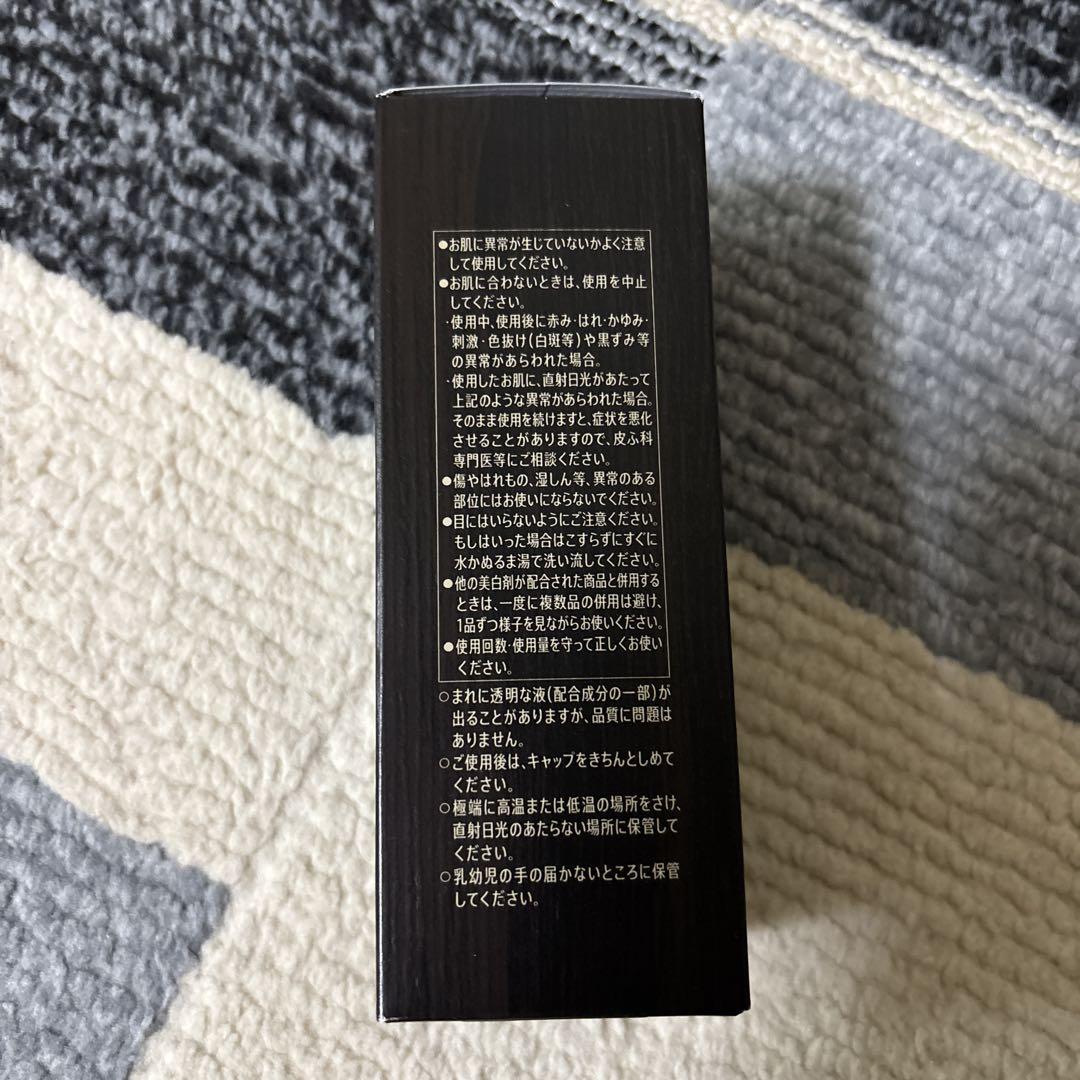 ●お肌に異常が生じていないかよく注意
して使用してください。
●お肌に合わないときは、使用を中止
してください。
・使用中、使用後に赤み・はれ・かゆみ・
刺激・色抜け(白斑等)や黒ずみ等
の異常があらわれた場合。
・使用したお肌に、直射日光があたって
上記のような異常があらわれた場合。
そのまま使用を続けますと、症状を悪化
させることがありますので、皮ふ科
専門医等にご相談ください。
●傷やはれもの、湿しん等、異常のある
部位にはお使いにならないでください。
●目にはいらないようにご注意ください。
もしはいった場合はこすらずにすぐに
水かぬるま湯で洗い流してください。
●他の美白剤が配合された商品と併用する
ときは、一度に複数品の併用は避け、
1品ずつ様子を見ながらお使いください。
●使用回数・使用量を守って正しくお使い
ください。
○まれに透明な液(配合成分の一部)が
出ることがありますが、品質に問題は
ありません。
○ご使用後は、キャップをきちんとしめて
ください。
○極端に高温または低温の場所をさけ、
直射日光のあたらない場所に保管して
ください。
○乳幼児の手の届かないところに保管
してください。